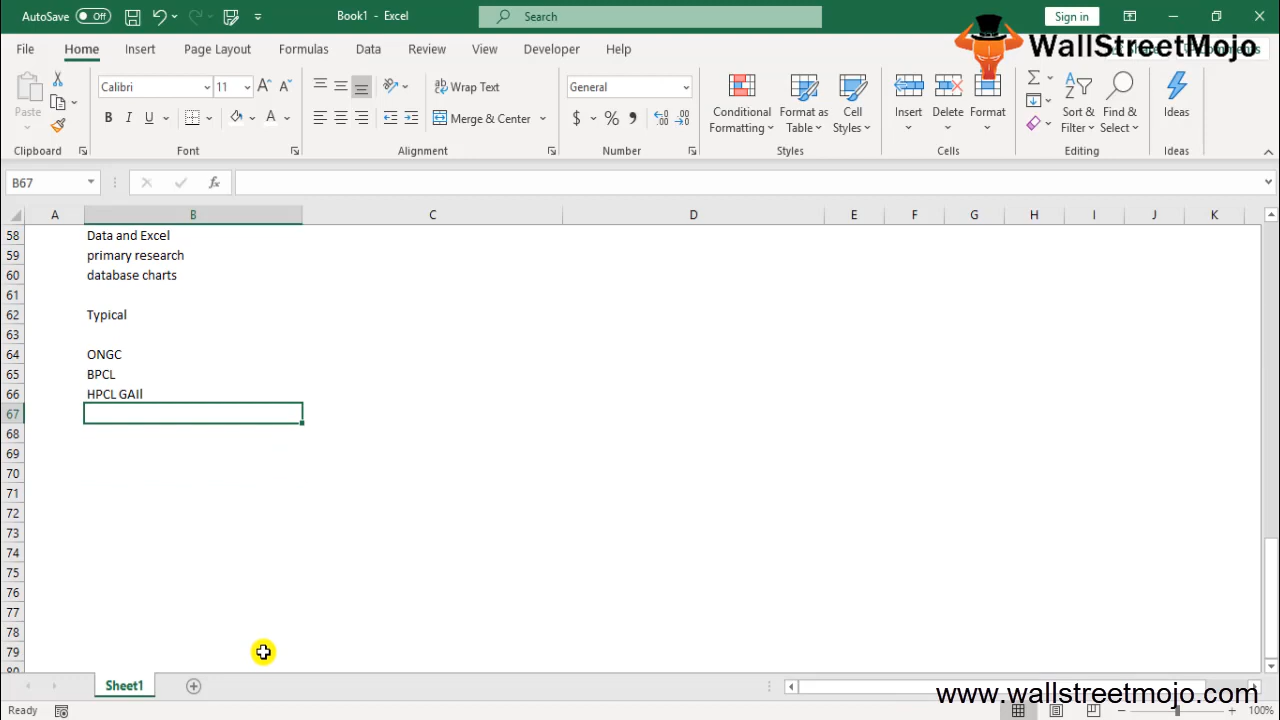 AutoSave Off Book1 - Excel Search Sign in
File Home Insert Page Layout Formulas Data Review View Developer Help WallStreetMojo
Paste Calibri 11 Wrap Text General Conditional Format as Cell Insert Delete Format Sort & Find & Ideas
B I U Merge & Center $ % Formatting Table Styles Filter Select
Clipboard Font Alignment Number Styles Cells Editing Ideas
B67 fx
A B C D E F G H I J K
58 Data and Excel
59 primary research
60 database charts
61
62 Typical
63
64 ONGC
65 BPCL
66 HPCL GAIl
67
68
69
70
71
72
73
74
75
76
77
78
79
80
Sheet1
www.wallstreetmojo.com
Ready 100%